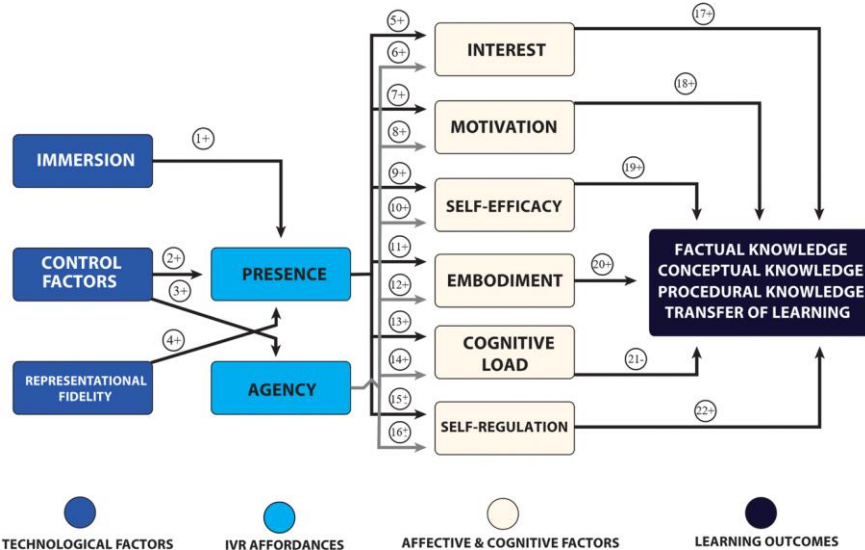 5+
17+
6+
INTEREST
7+
18+
MOTIVATION
8+
1+
IMMERSION
9+
19+
SELF-EFFICACY
10+
FACTUAL KNOWLEDGE
CONCEPTUAL KNOWLEDGE
PROCEDURAL KNOWLEDGE
TRANSFER OF LEARNING
CONTROL
FACTORS
2+
3+
PRESENCE
11+
EMBODIMENT
20+
12+
13+
COGNITIVE
LOAD
4+
14+
21-
REPRESENTATIONAL
FIDELITY
AGENCY
15±
SELF-REGULATION
22+
16±
TECHNOLOGICAL FACTORS
IVR AFFORDANCES
AFFECTIVE & COGNITIVE FACTORS
LEARNING OUTCOMES